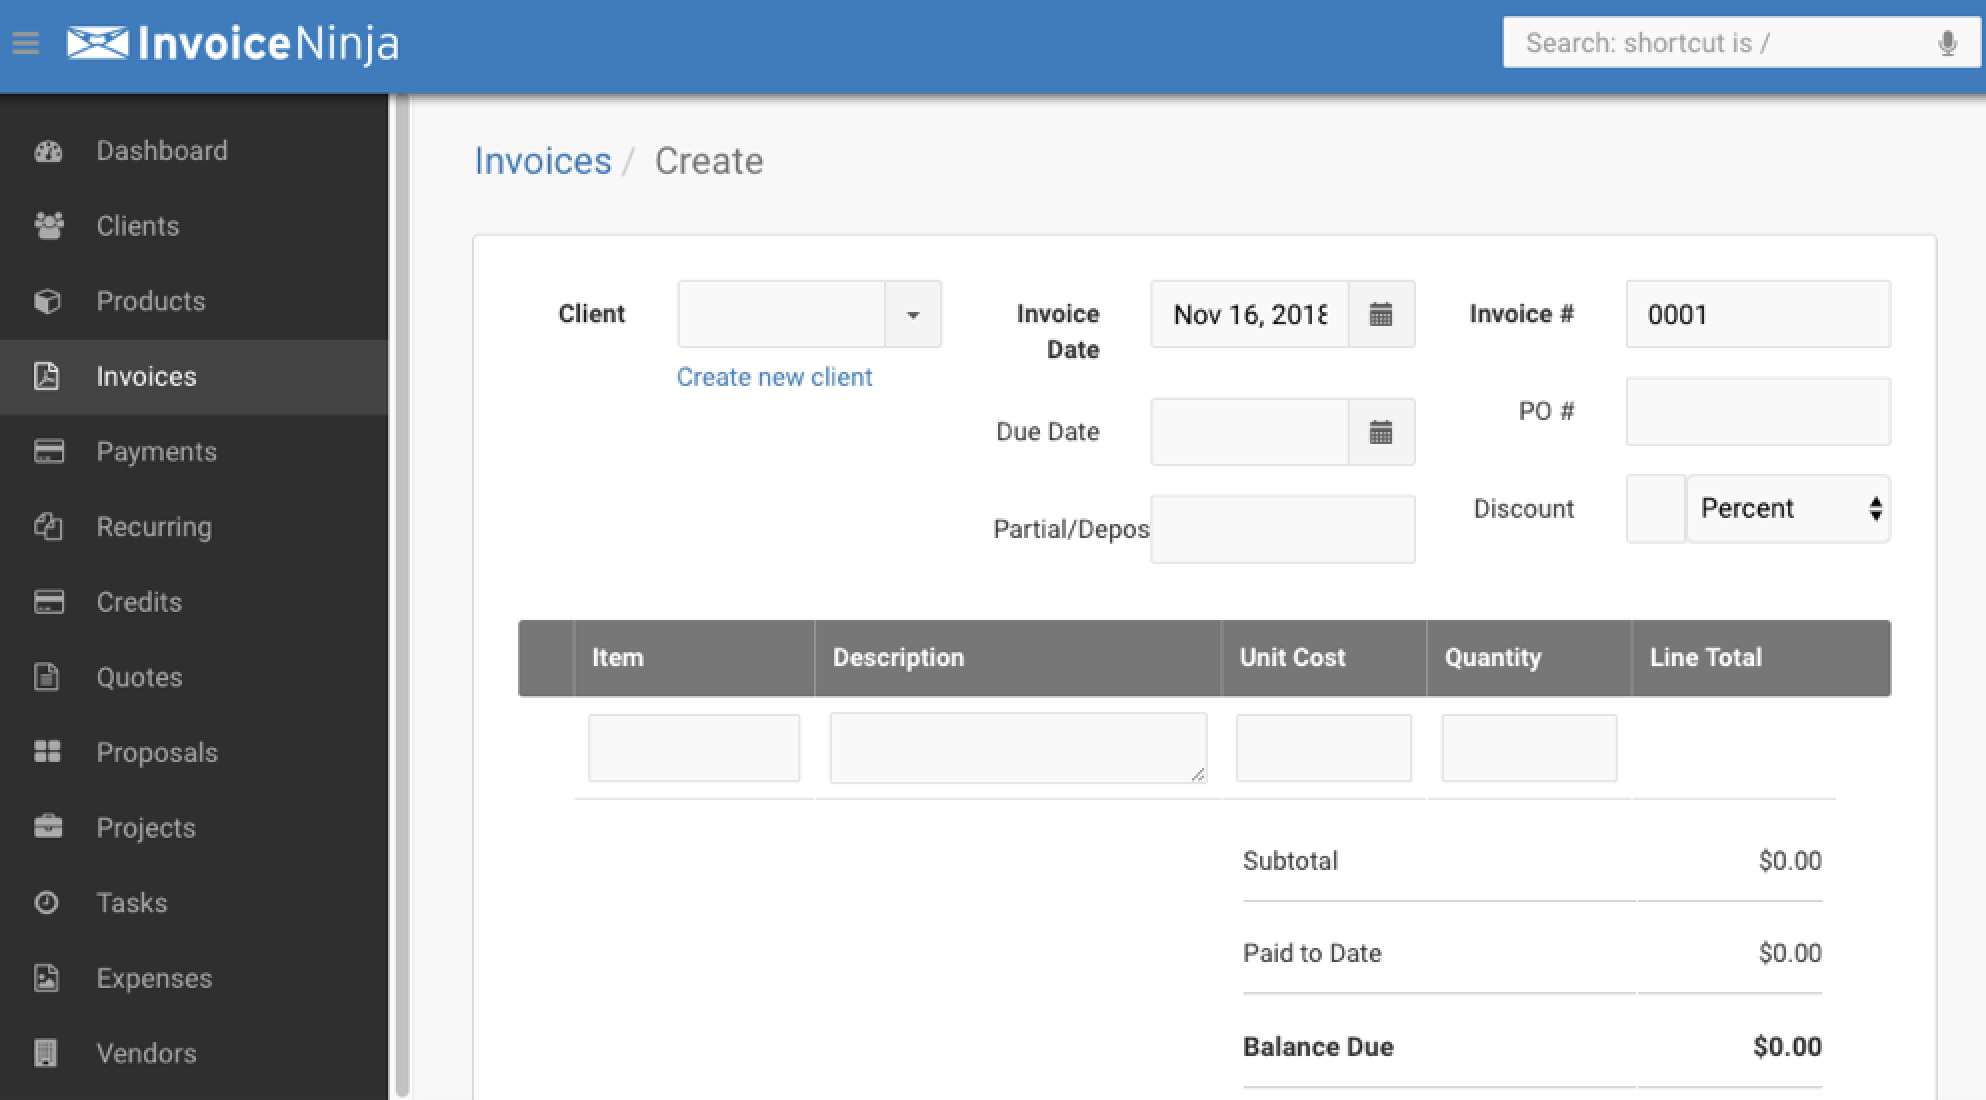 InvoiceNinja
Search: shortcut is /
Dashboard
Clients
Products
Invoices
Payments
Recurring
Credits
Quotes
Proposals
Projects
Tasks
Expenses
Vendors
Invoices / Create
Client
Create new client
Invoice
Date
Nov 16, 2018
Due Date
Partial/Depos
Invoice #
0001
PO #
Discount
Percent
Item Description Unit Cost Quantity Line Total
Subtotal $0.00
Paid to Date $0.00
Balance Due $0.00